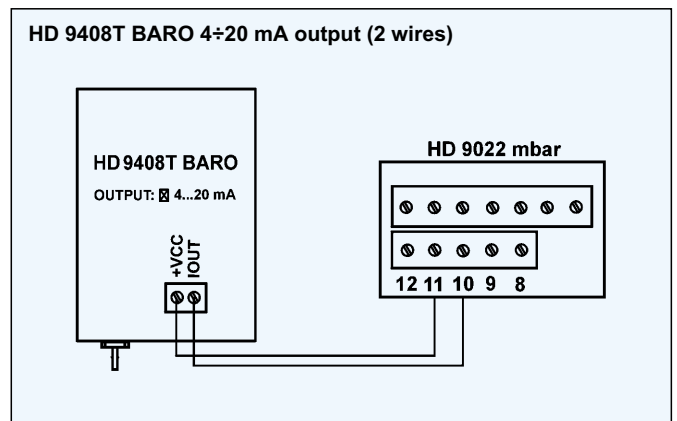 HD 9408T BARO 4÷20 mA output (2 wires)
HD 9408T BARO
OUTPUT: ☒ 4...20 mA
+VCC
IOUT
HD 9022 mbar
12 11 10 9 8